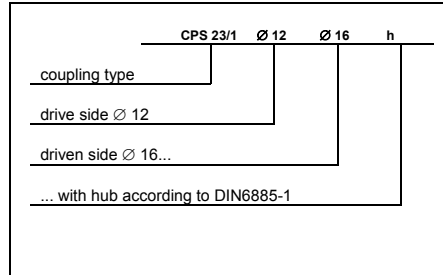 CPS 23/1 Ø 12 Ø 16 h
coupling type
drive side ∅ 12
driven side ∅ 16...
... with hub according to DIN6885-1